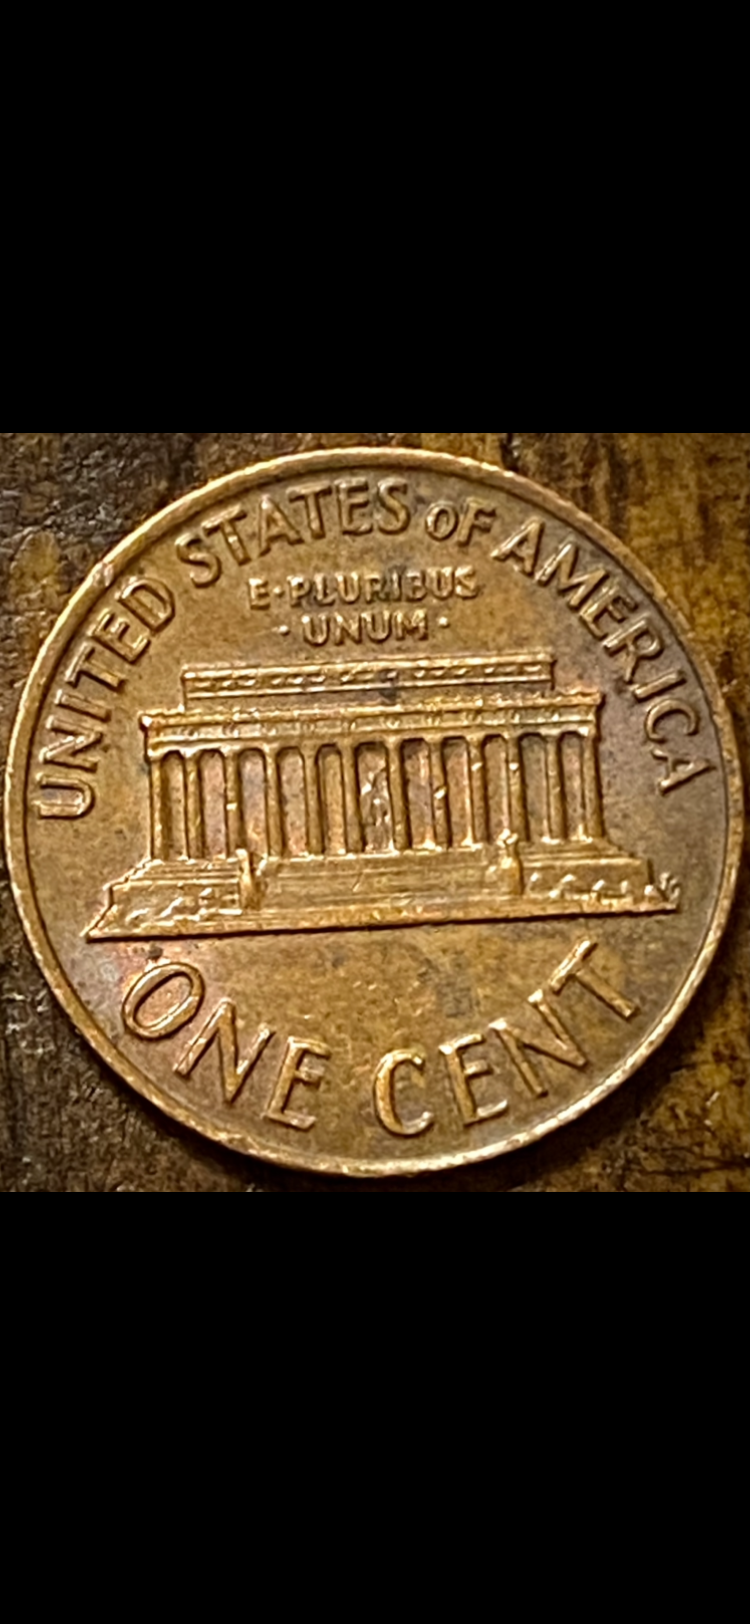 UNITED STATES OF AMERICA
E·PLURIBUS
·UNUM·
ONE CENT